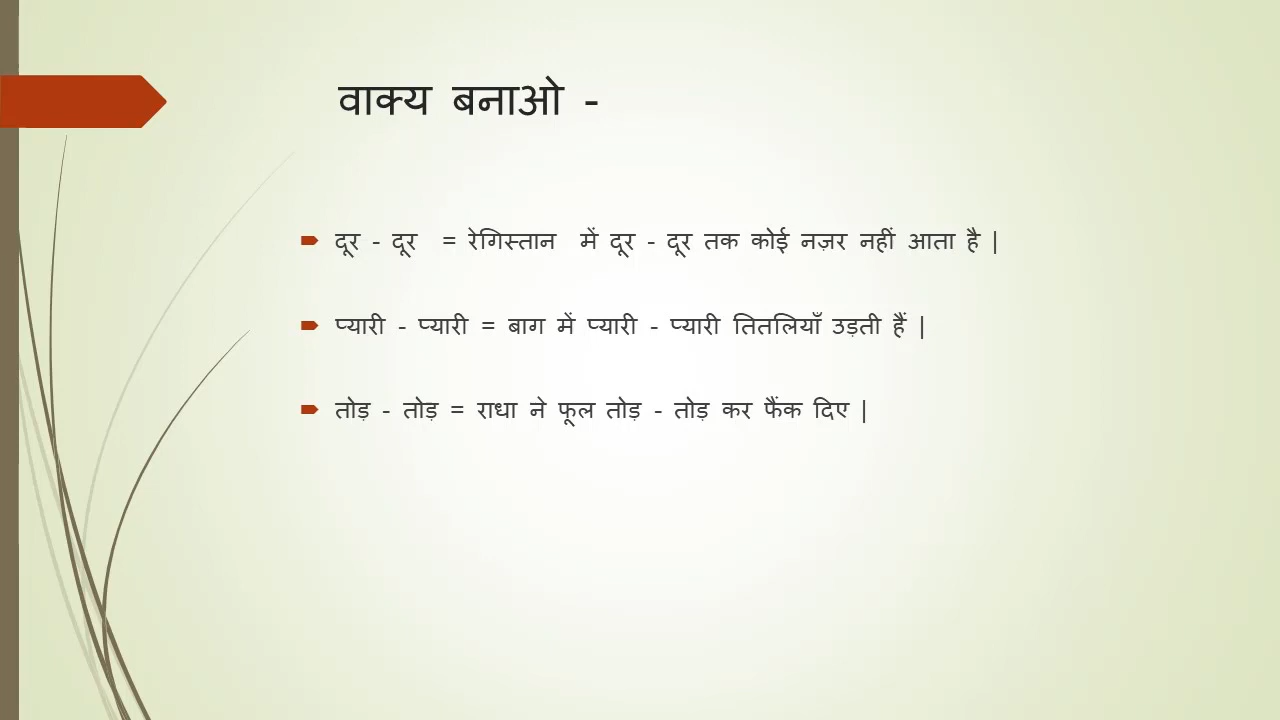 वाक्य बनाओ -
दूर - दूर = रेगिस्तान में दूर - दूर तक कोई नज़र नहीं आता है |
प्यारी - प्यारी = बाग में प्यारी - प्यारी तितलियाँ उड़ती हैं |
तोड़ - तोड़ = राधा ने फूल तोड़ - तोड़ कर फैंक दिए |